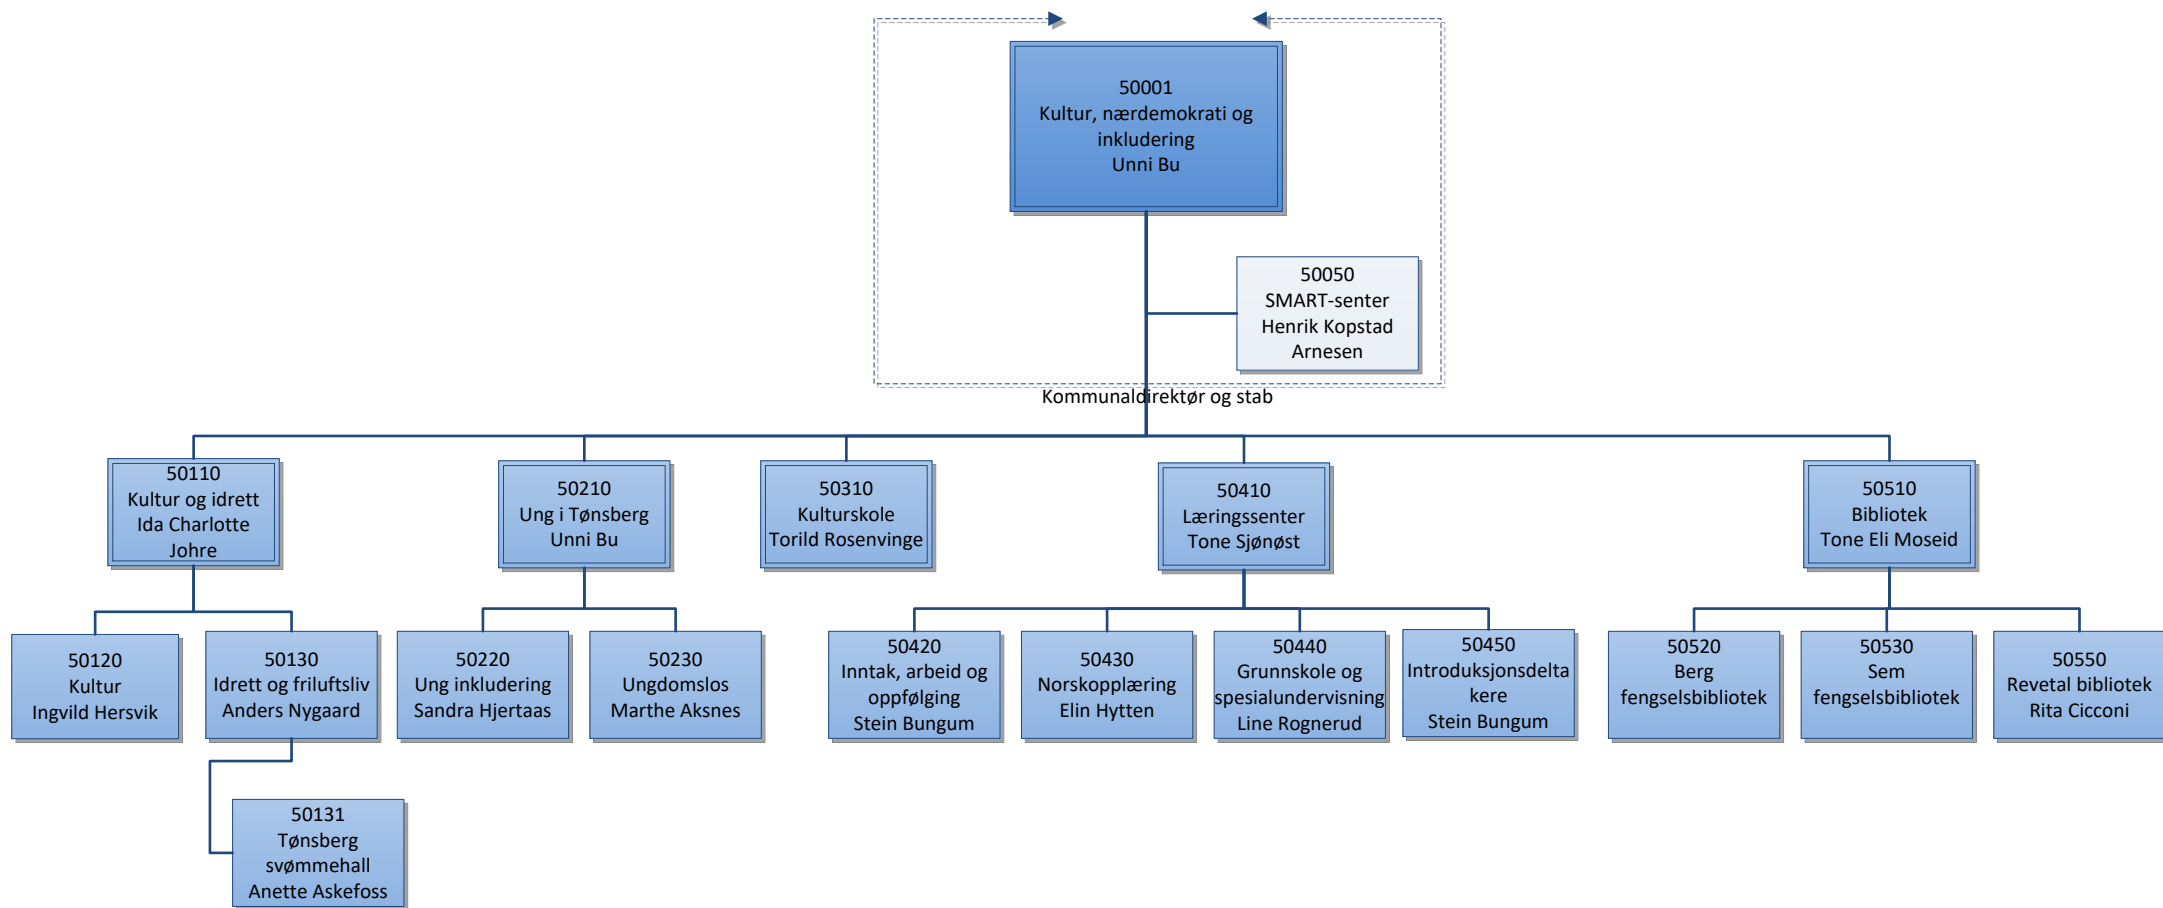 50001
Kultur, nærdemokrati og
inkludering
Unni Bu
50050
SMART-senter
Henrik Kopstad
Arnesen
Kommunaldirektør og stab
50110
Kultur og idrett
Ida Charlotte
Johre
50210
Ung i Tønsberg
Unni Bu
50310
Kulturskole
Torild Rosenvinge
50410
Læringssenter
Tone Sjønøst
50510
Bibliotek
Tone Eli Moseid
50120
Kultur
Ingvild Hersvik
50130
Idrett og friluftsliv
Anders Nygaard
50220
Ung inkludering
Sandra Hjertaas
50230
Ungdomslos
Marthe Aksnes
50420
Inntak, arbeid og
oppfølging
Stein Bungum
50430
Norskopplæring
Elin Hytten
50440
Grunnskole og
spesialundervisning
Line Rognerud
50450
Introduksjonsdelta
kere
Stein Bungum
50520
Berg
fengselsbibliotek
50530
Sem
fengselsbibliotek
50550
Revetal bibliotek
Rita Cicconi
50131
Tønsberg
svømmehall
Anette Askefoss